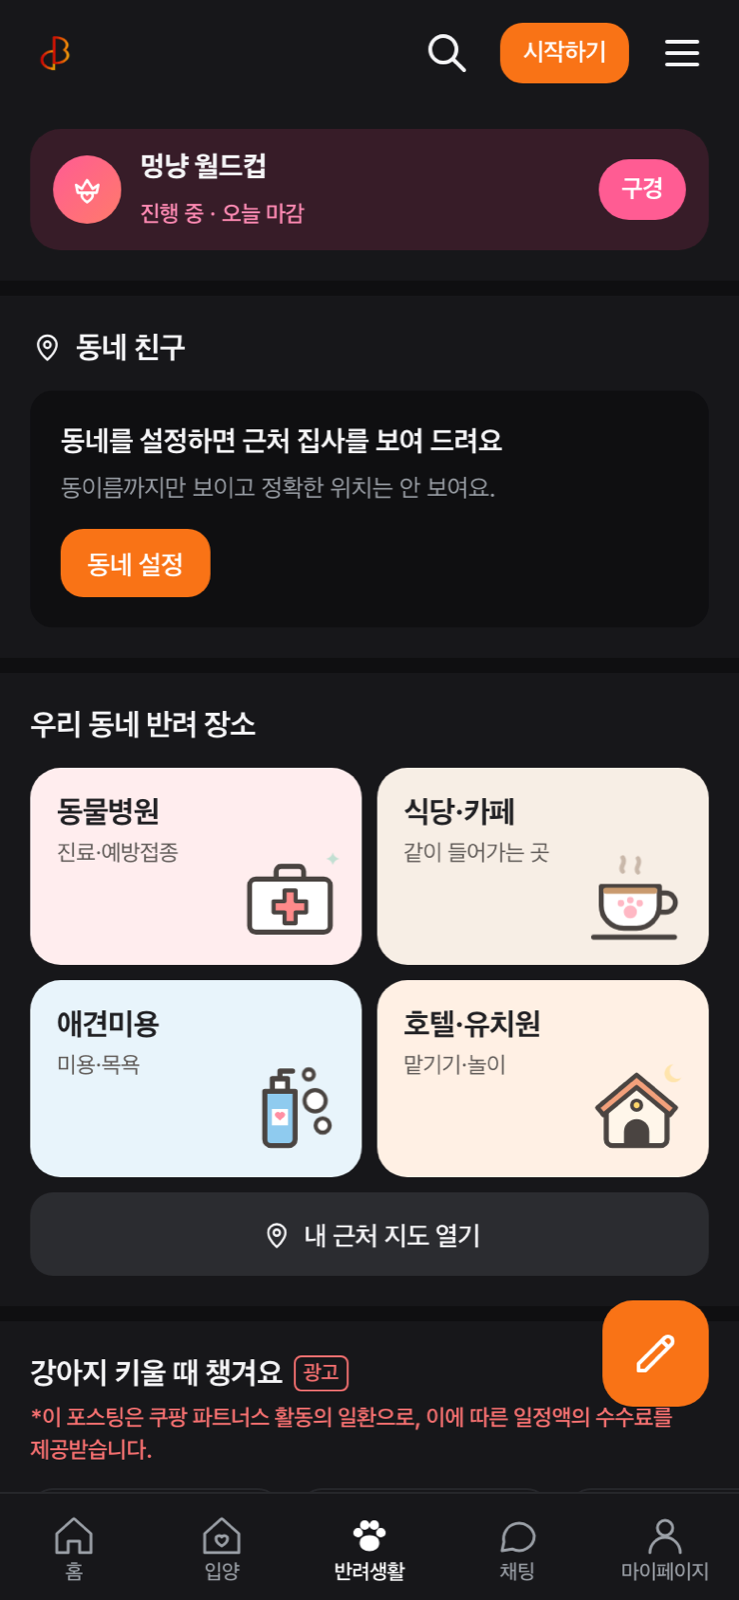 시작하기
멍냥 월드컵
진행 중 · 오늘 마감
구경
동네 친구
동네를 설정하면 근처 집사를 보여 드려요
동이름까지만 보이고 정확한 위치는 안 보여요.
동네 설정
우리 동네 반려 장소
동물병원
진료·예방접종
식당·카페
같이 들어가는 곳
애견미용
미용·목욕
호텔·유치원
맡기기·놀이
내 근처 지도 열기
강아지 키울 때 챙겨요 광고
*이 포스팅은 쿠팡 파트너스 활동의 일환으로, 이에 따른 일정액의 수수료를
제공받습니다.
홈
입양
반려생활
채팅
마이페이지